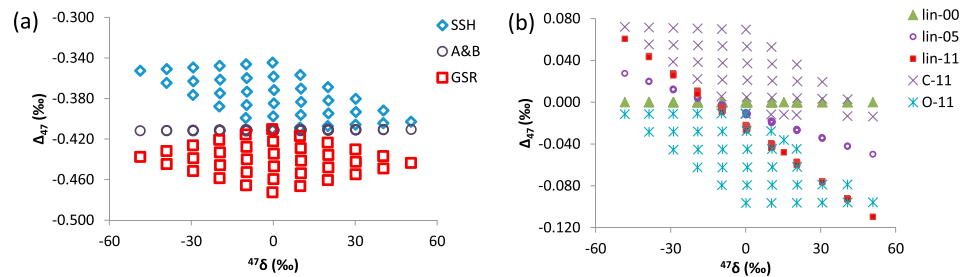 (a)
-0.300
-0.340
-0.380
-0.420
-0.460
-0.500
Δ47 (‰)
-60 -30 0 30 60
47δ (‰)
SSH
A&B
GSR
(b)
0.080
0.040
0.000
-0.040
-0.080
-0.120
Δ47 (‰)
-60 -30 0 30 60
47δ (‰)
lin-00
lin-05
lin-11
C-11
O-11